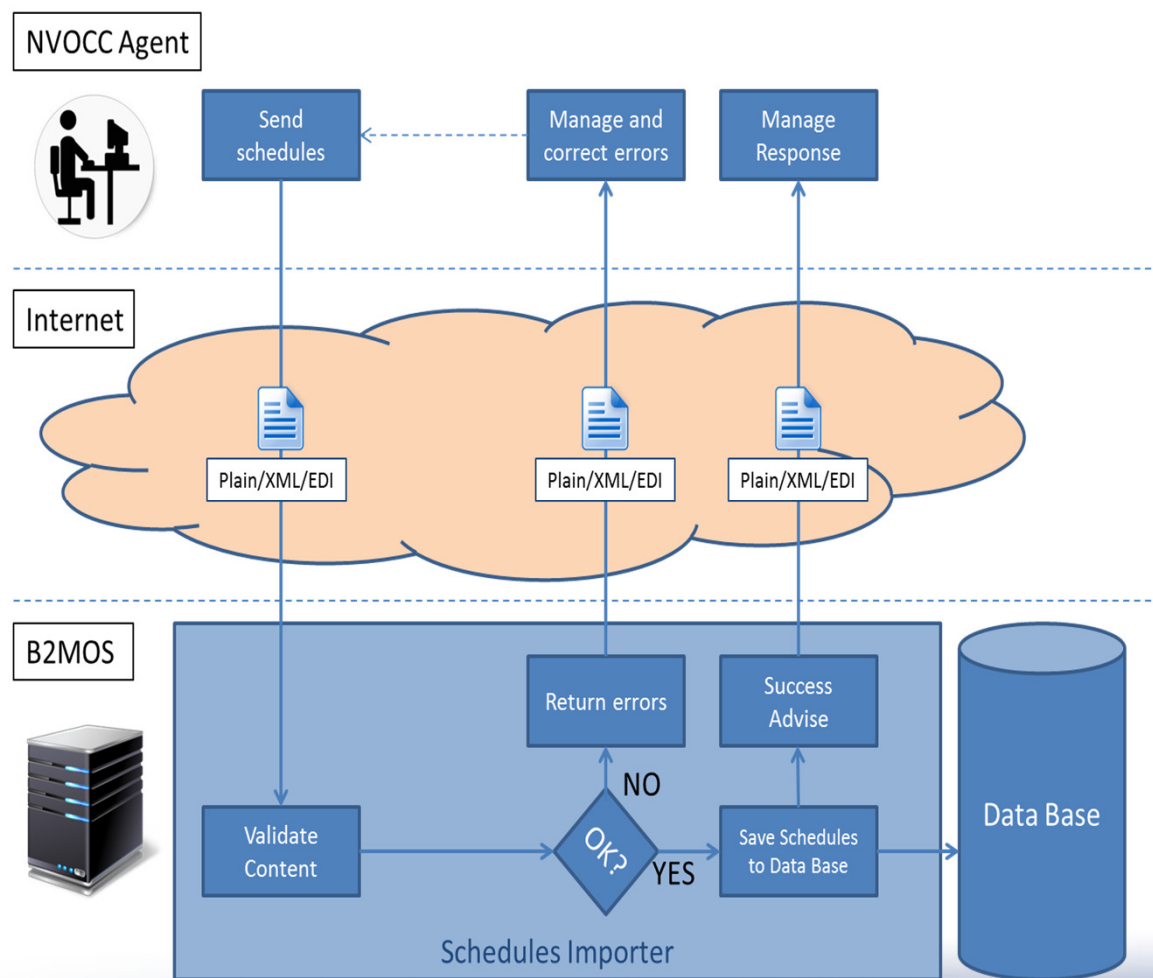 NVOCC Agent
Send
schedules
Manage and
correct errors
Manage
Response
Internet
Plain/XML/EDI
Plain/XML/EDI
Plain/XML/EDI
B2MOS
Return errors
Success
Advise
NO
Validate
Content
OK?
YES
Save Schedules
to Data Base
Data Base
Schedules Importer